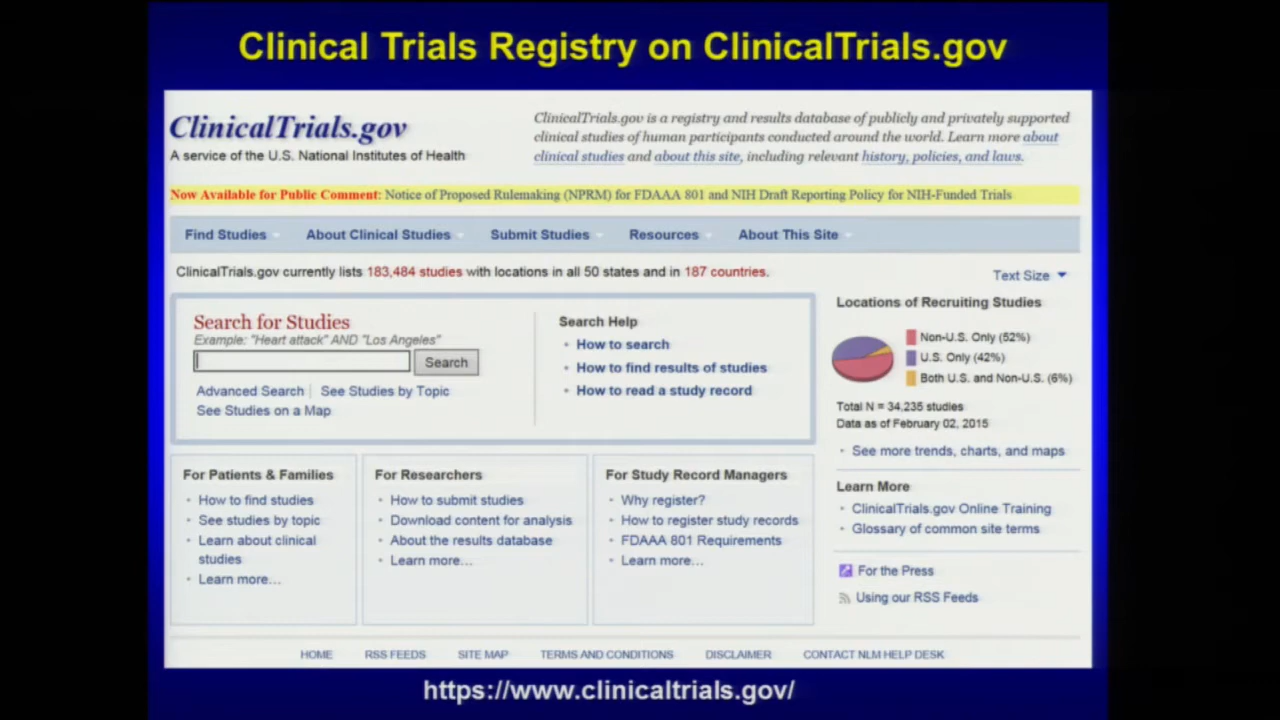 Clinical Trials Registry on ClinicalTrials.gov
ClinicalTrials.gov
A service of the U.S. National Institutes of Health
ClinicalTrials.gov is a registry and results database of publicly and privately supported
clinical studies of human participants conducted around the world. Learn more about
clinical studies and about this site, including relevant history, policies, and laws.
Now Available for Public Comment: Notice of Proposed Rulemaking (NPRM) for FDAAA 801 and NIH Draft Reporting Policy for NIH-Funded Trials
Find Studies
About Clinical Studies
Submit Studies
Resources
About This Site
ClinicalTrials.gov currently lists 183,484 studies with locations in all 50 states and in 187 countries.
Text Size
Search for Studies
Example: "Heart attack" AND "Los Angeles"
Search
Advanced Search | See Studies by Topic
See Studies on a Map
Search Help
How to search
How to find results of studies
How to read a study record
Locations of Recruiting Studies
Non-U.S. Only (52%)
U.S. Only (42%)
Both U.S. and Non-U.S. (6%)
Total N = 34,235 studies
Data as of February 02, 2015
See more trends, charts, and maps
Learn More
ClinicalTrials.gov Online Training
Glossary of common site terms
For the Press
Using our RSS Feeds
For Patients & Families
How to find studies
See studies by topic
Learn about clinical
studies
Learn more...
For Researchers
How to submit studies
Download content for analysis
About the results database
Learn more...
For Study Record Managers
Why register?
How to register study records
FDAAA 801 Requirements
Learn more...
HOME
RSS FEEDS
SITE MAP
TERMS AND CONDITIONS
DISCLAIMER
CONTACT NLM HELP DESK
https://www.clinicaltrials.gov/